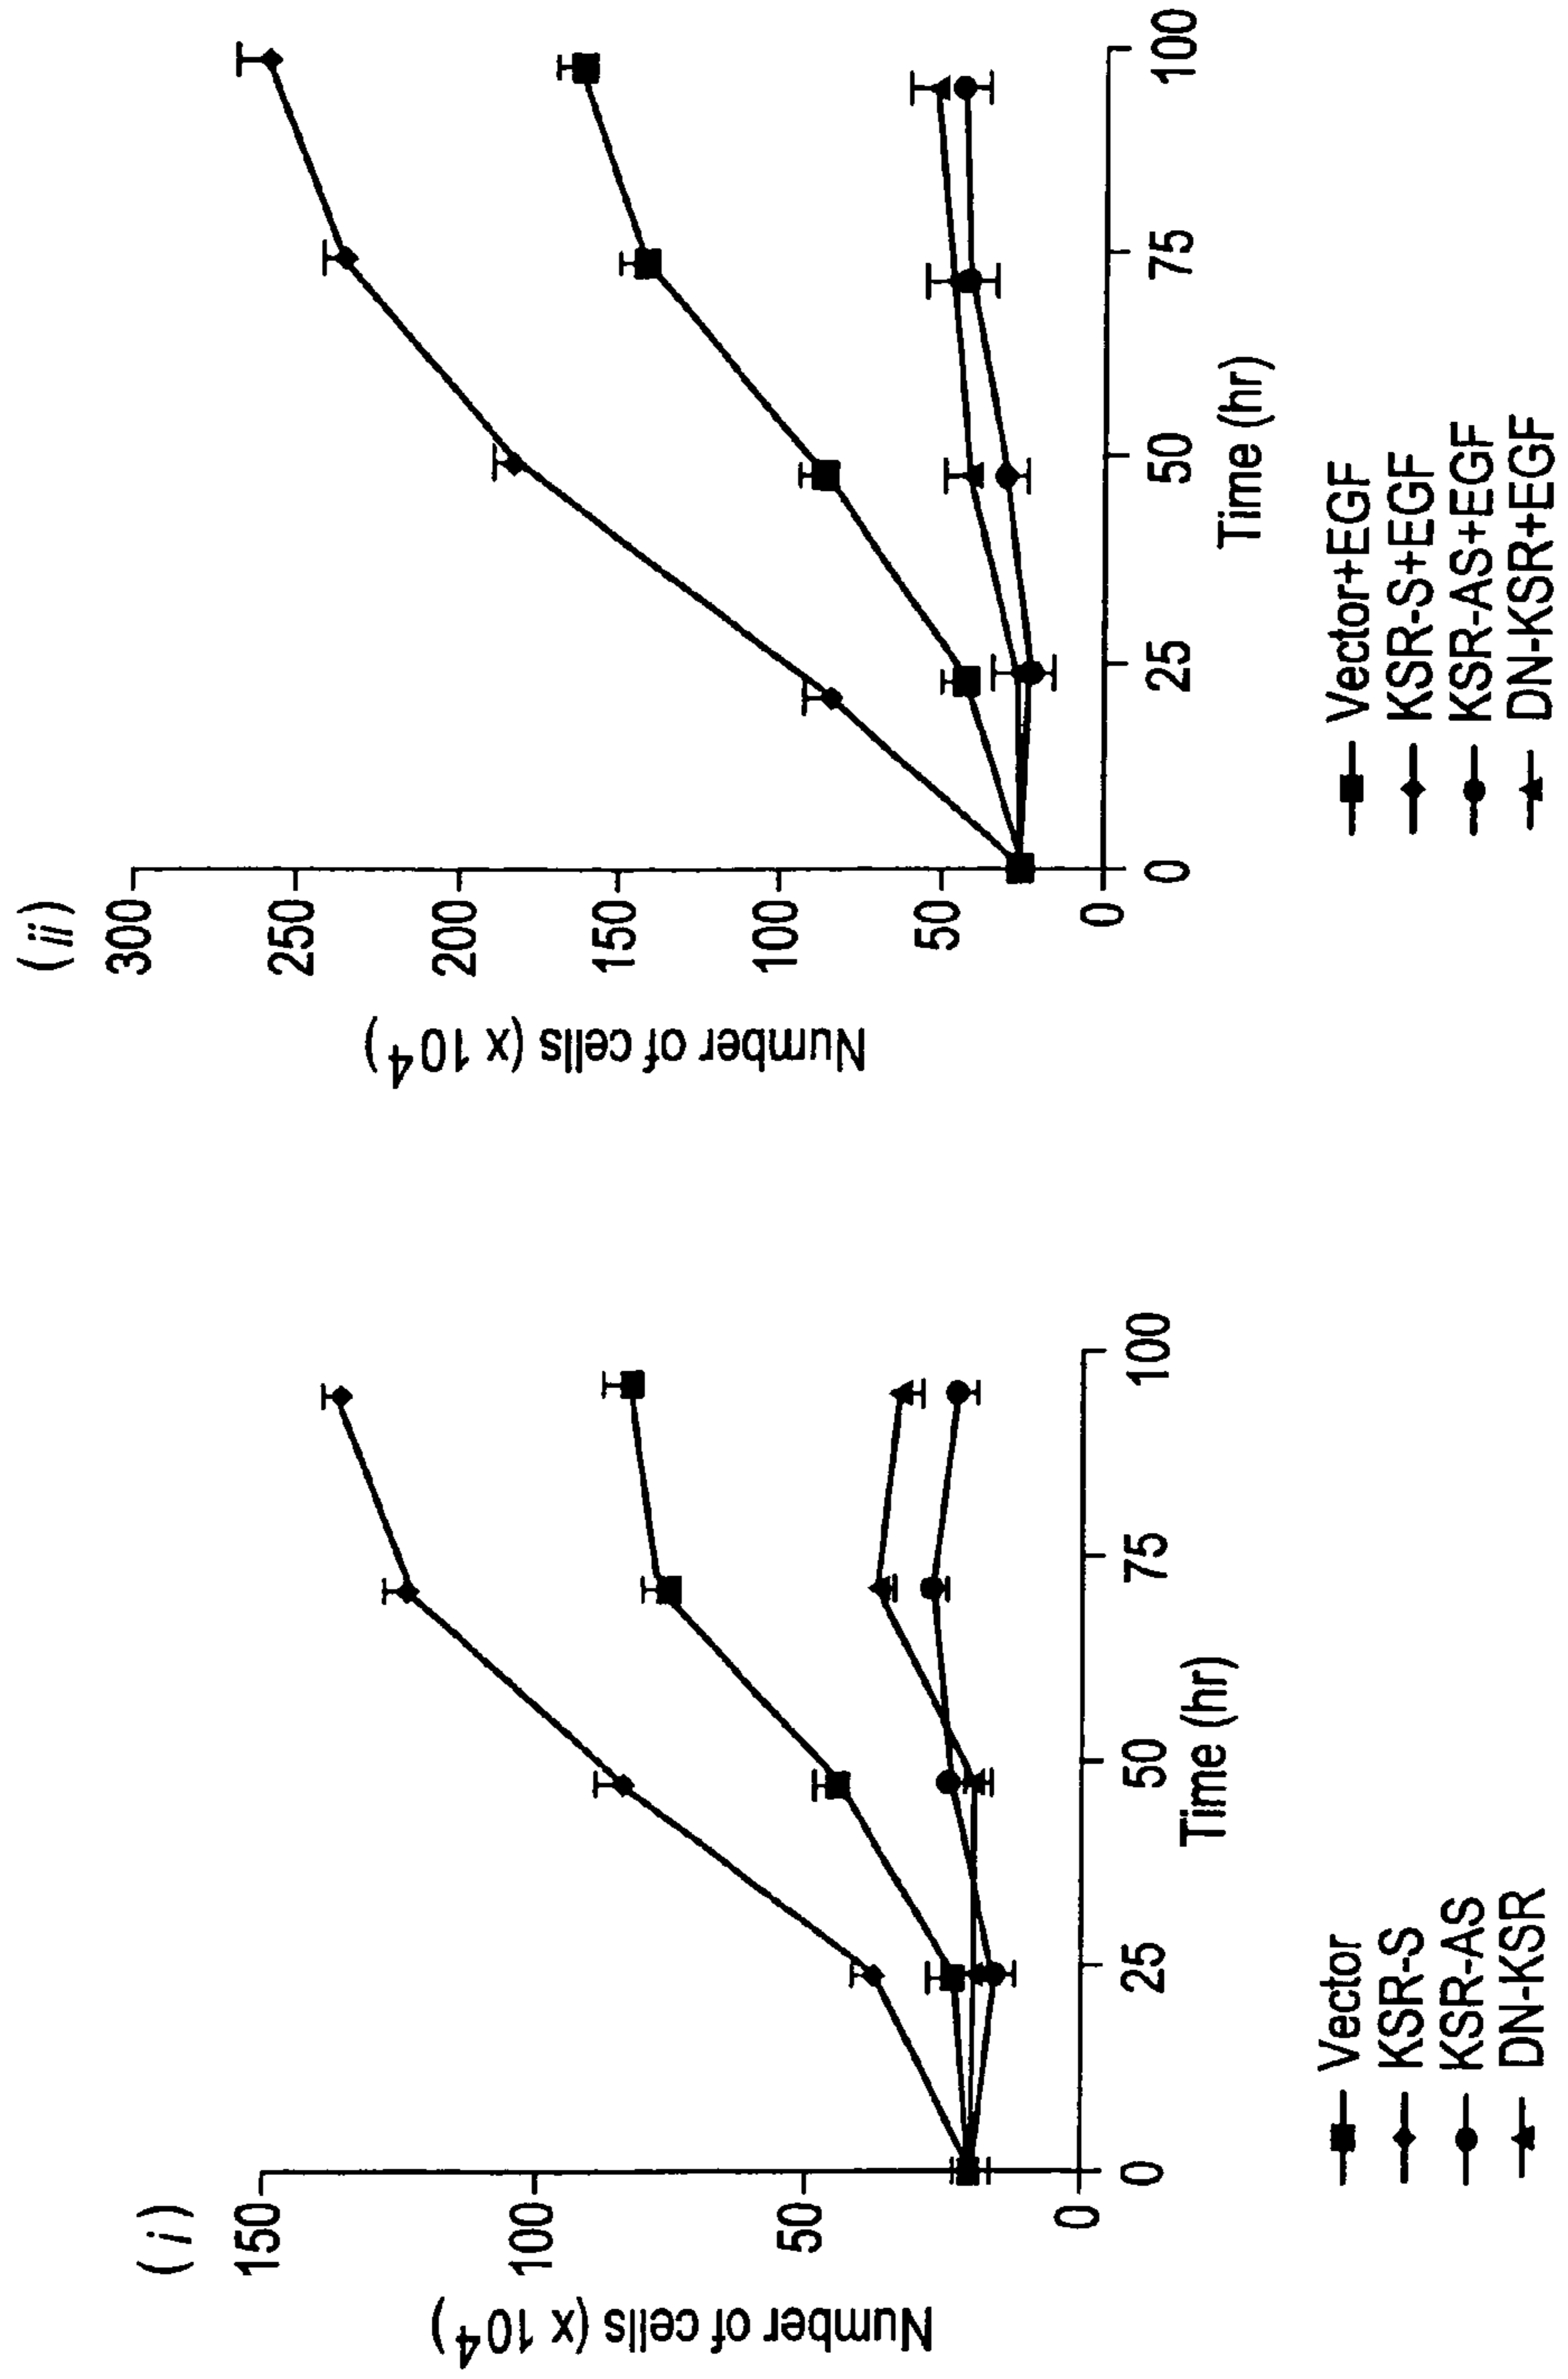 (i)
Number of cells (x 10⁴)
150
100
50
0
0
25
50
75
100
Time (hr)
Vector
KSR-S
KSR-AS
DN-KSR
(ii)
Number of cells (x 10⁴)
300
250
200
150
100
50
0
0
25
50
75
100
Time (hr)
Vector+EGF
KSR-S+EGF
KSR-AS+EGF
DN-KSR+EGF